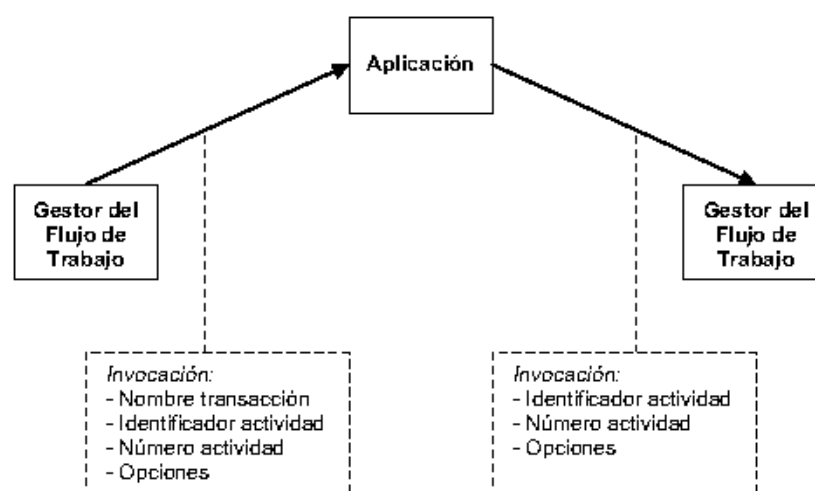 Aplicación
Gestor del
Flujo de
Trabajo
Gestor del
Flujo de
Trabajo
Invocación:
- Nombre transacción
- Identificador actividad
- Número actividad
- Opciones
Invocación:
- Identificador actividad
- Número actividad
- Opciones